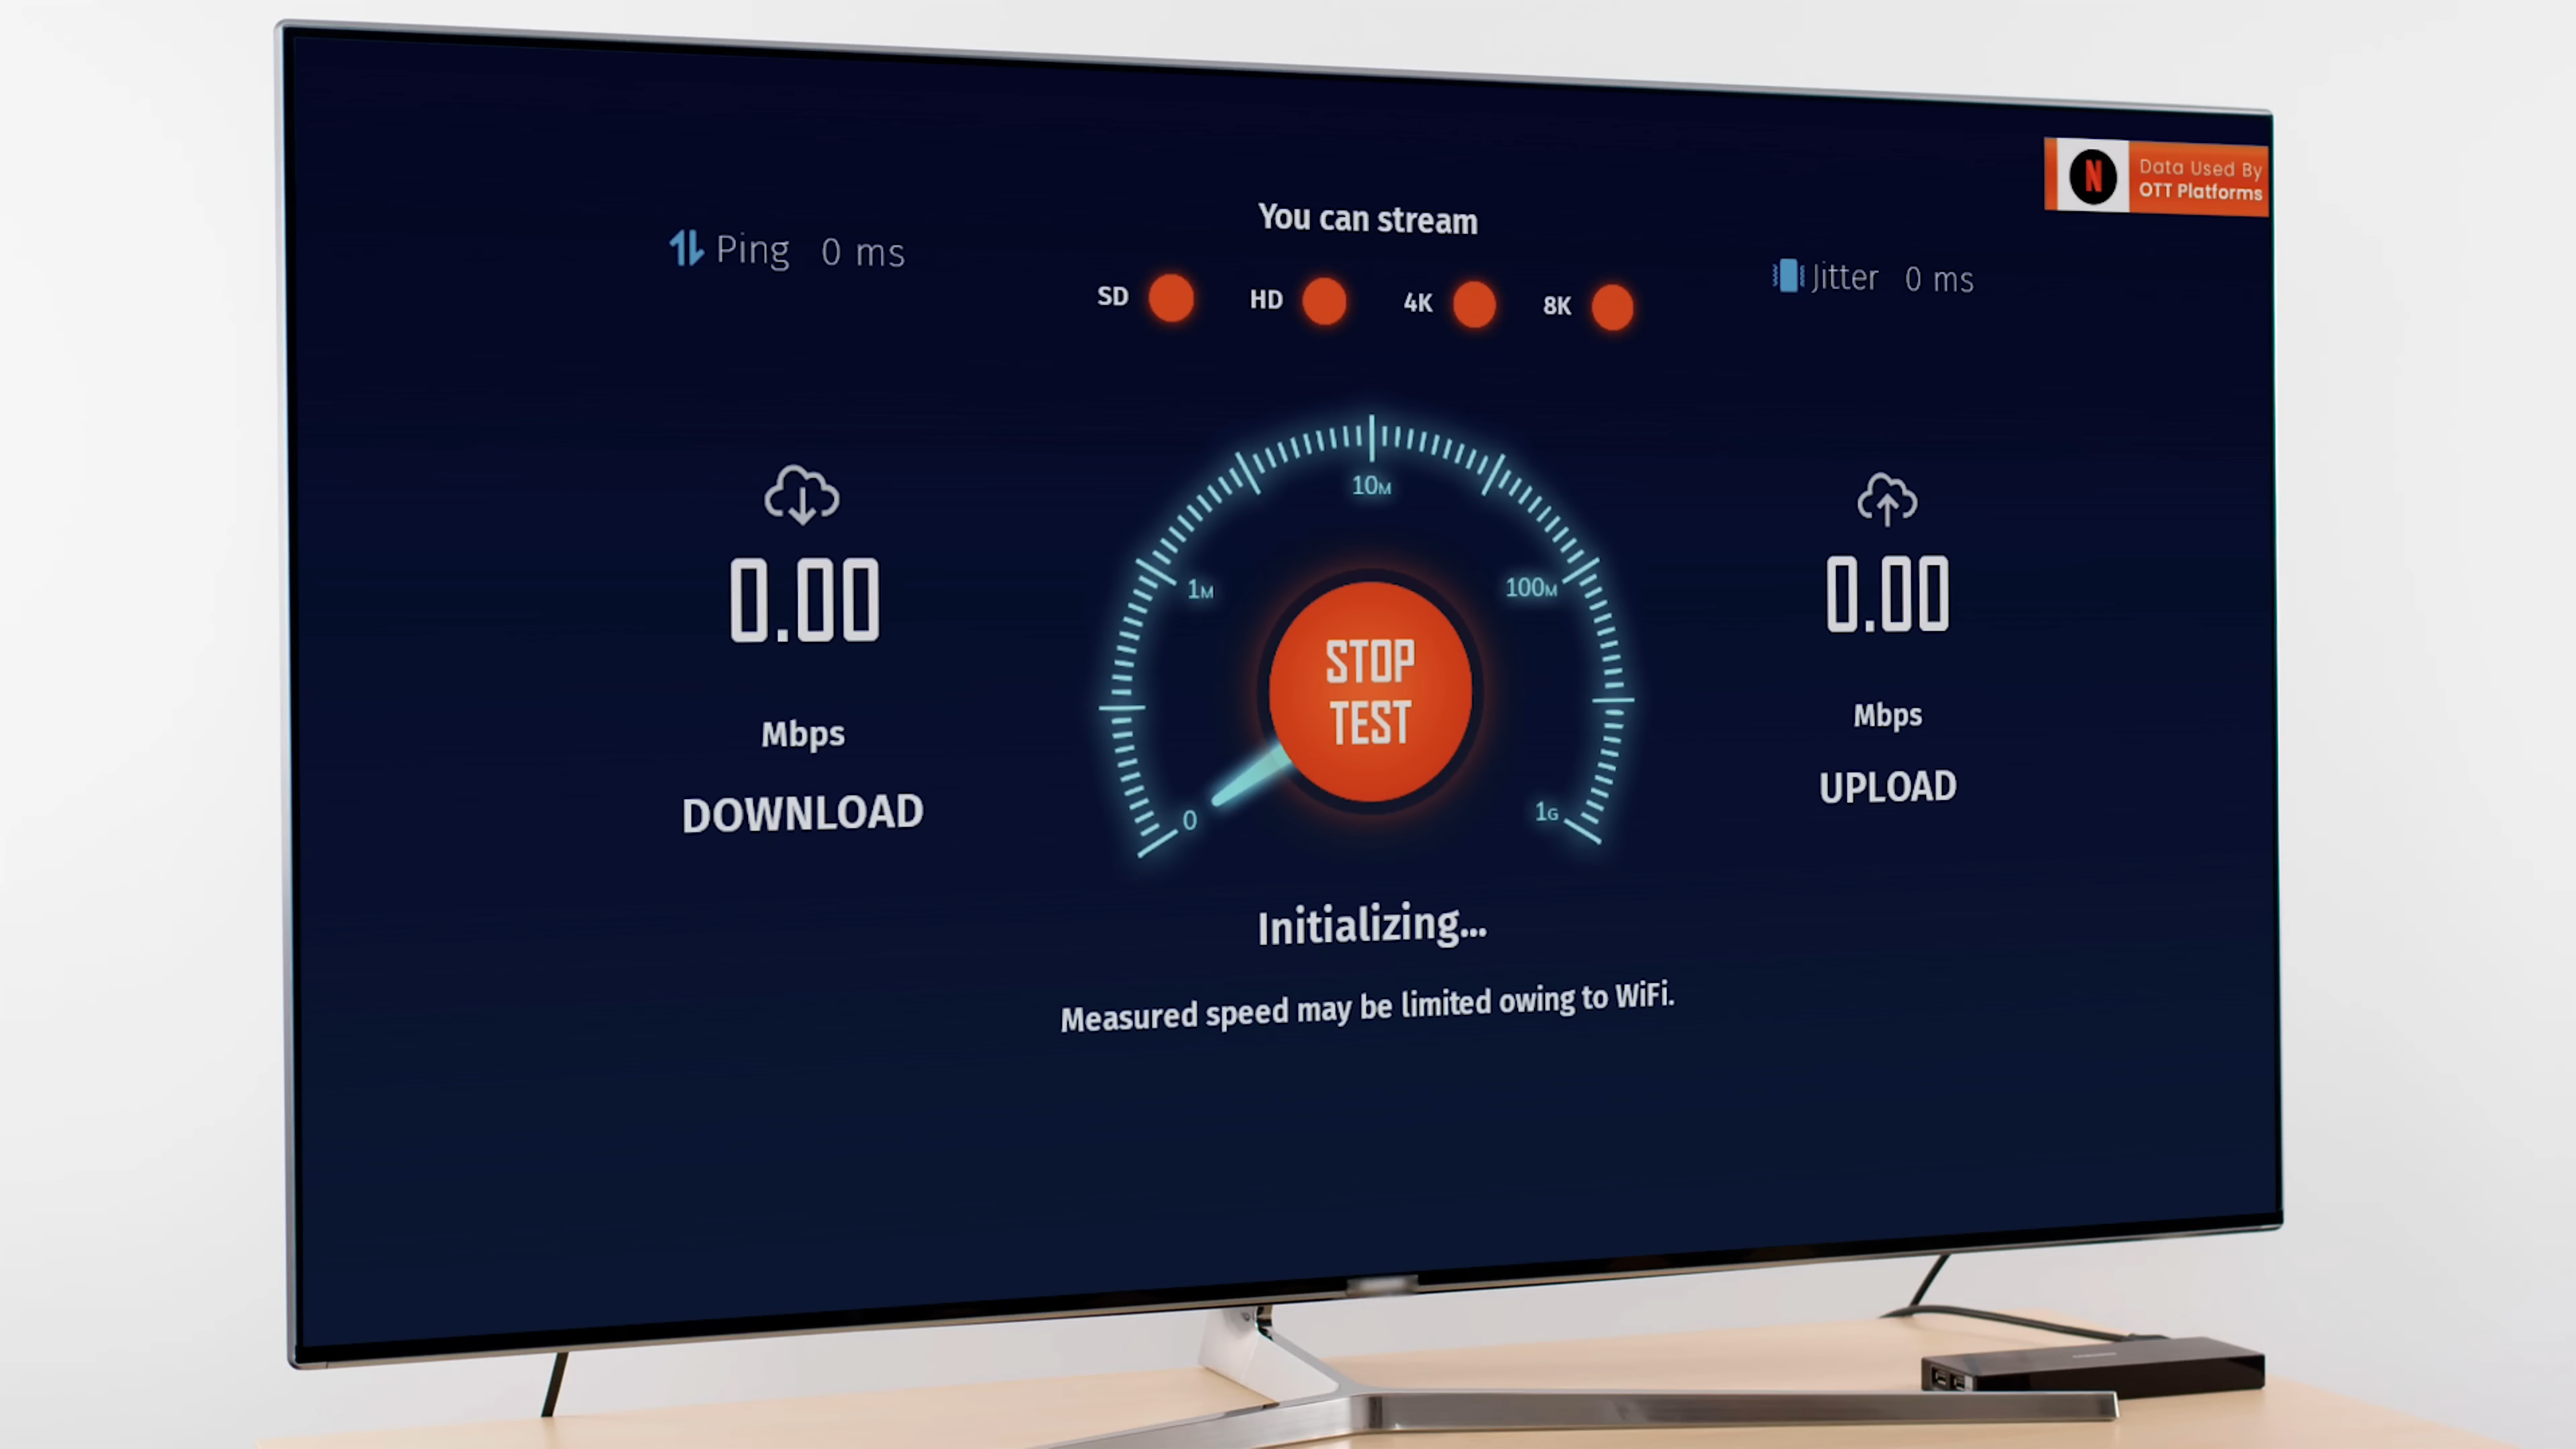 N
Data Used By
OTT Platforms
You can stream
Ping 0 ms
SD HD 4K 8K
Jitter 0 ms
10M
1M
100M
0.00
0.00
STOP
TEST
Mbps
Mbps
DOWNLOAD
UPLOAD
0
1G
Initializing...
Measured speed may be limited owing to WiFi.